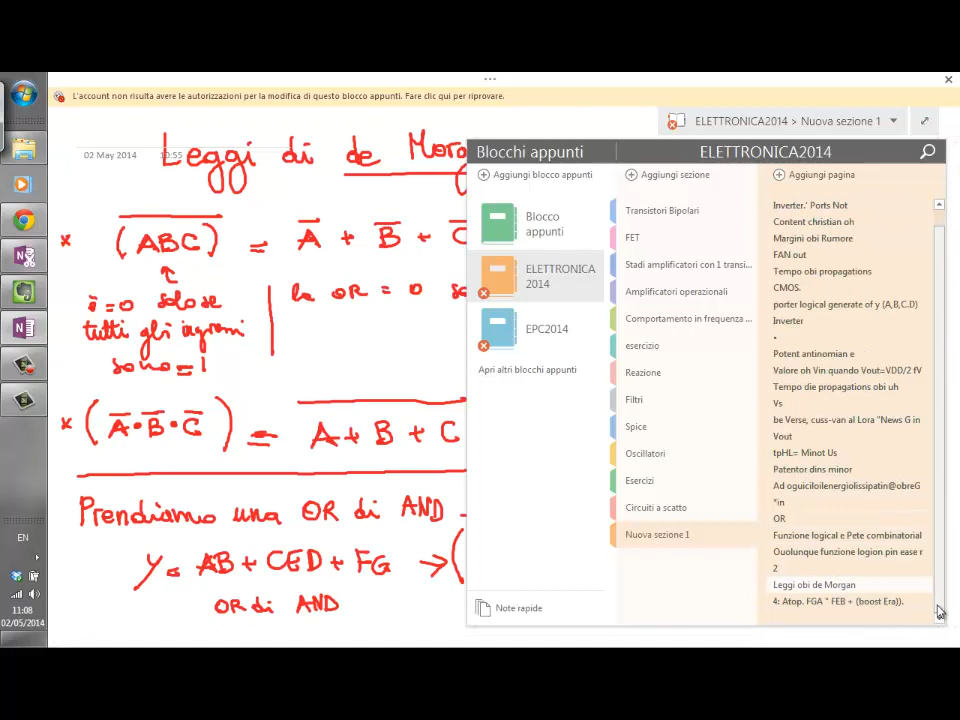 L'account non risulta avere le autorizzazioni per la modifica di questo blocco appunti. Fare clic qui per riprovare.
ELETTRONICA2014 > Nuova sezione 1
02 May 2014 10:55
Leggi di de Morg
* (ABC)‾ = A̅ + B̅ + C̅
i=0 solo se
tutti gli ingressi
sono = 1
la OR = 0 so
* (A̅•B̅•C̅) = (A+B+C)‾
Prendiamo una OR di AND
y = AB + CED + FG → (
OR di AND
Blocchi appunti
ELETTRONICA2014
Aggiungi blocco appunti
Aggiungi sezione
Aggiungi pagina
Blocco
appunti
ELETTRONICA
2014
EPC2014
Apri altri blocchi appunti
Note rapide
Transistori Bipolari
FET
Stadi amplificatori con 1 transi...
Amplificatori operazionali
Comportamento in frequenza ...
esercizio
Reazione
Filtri
Spice
Oscillatori
Esercizi
Circuiti a scatto
Nuova sezione 1
Inverter.' Ports Not
Content christian oh
Margini obi Rumore
FAN out
Tempo obi propagations
CMOS.
porter logical generate of y (A,B,C.D)
Inverter
•
Potent antinomian e
Valore oh Vin quando Vout=VDD/2 fV
Tempo die propagations obi uh
Vs
be Verse, cuss-van al Lora "News G in
Vout
tpHL= Minot Us
Patentor dins minor
Ad oguiciloilenergiolissipatin@obreG
*in
OR
Funzione logical e Pete combinatorial
Ouolunque funzione logion pin ease r
2
Leggi obi de Morgan
4: Atop. FGA " FEB + (boost Era)).
EN
11:08
02/05/2014